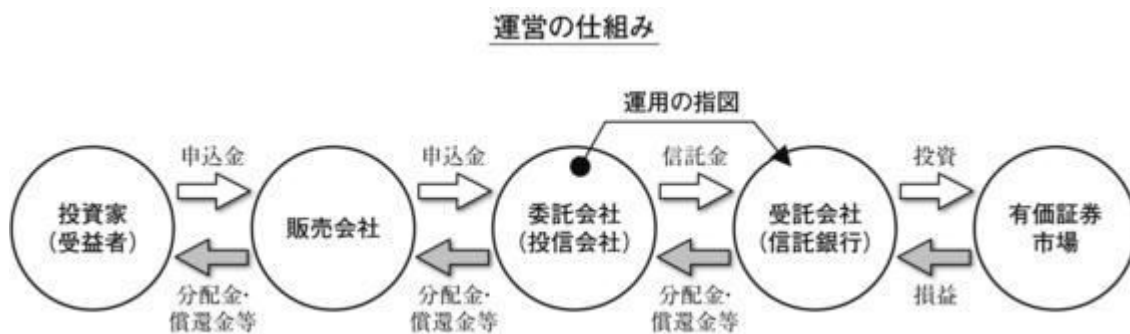 運営の仕組み
運用の指図
申込金
申込金
信託金
投資
投資家
(受益者)
販売会社
委託会社
(投信会社)
受託会社
(信託銀行)
有価証券
市場
分配金・
償還金等
分配金・
償還金等
分配金・
償還金等
損益